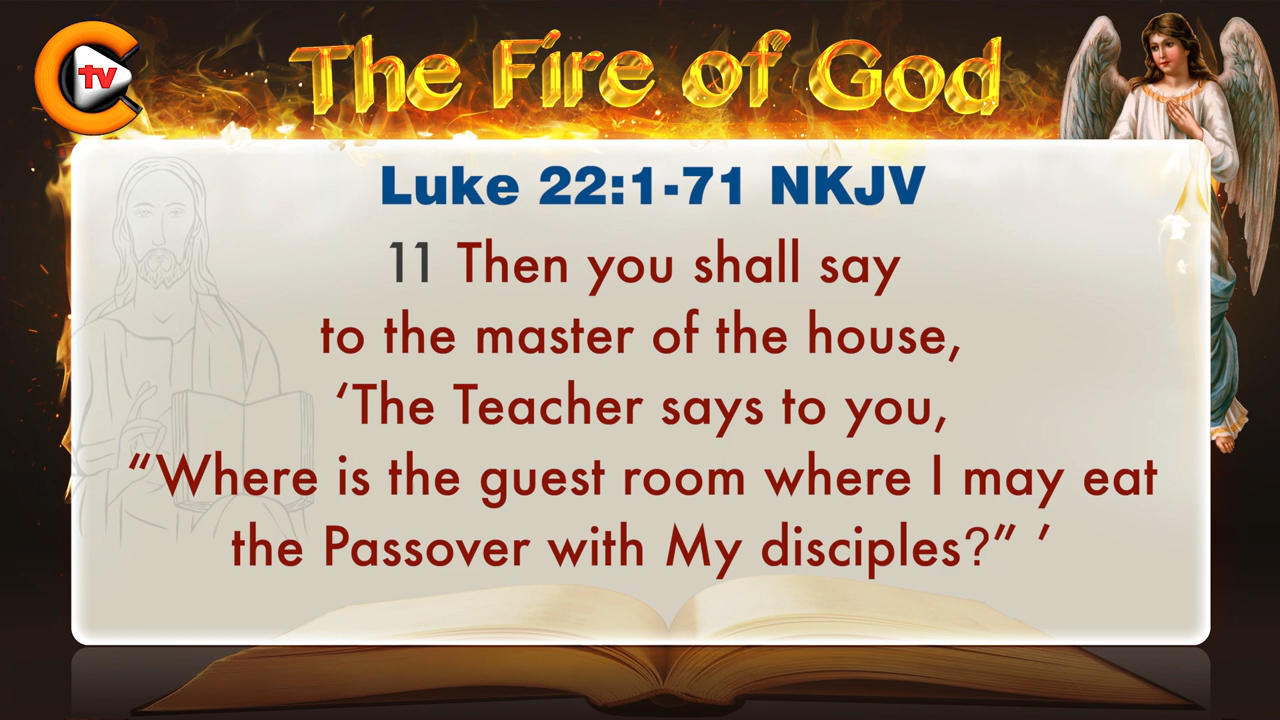 tv
The Fire of God
Luke 22:1-71 NKJV
11 Then you shall say
to the master of the house,
‘The Teacher says to you,
“Where is the guest room where I may eat
the Passover with My disciples?” ’